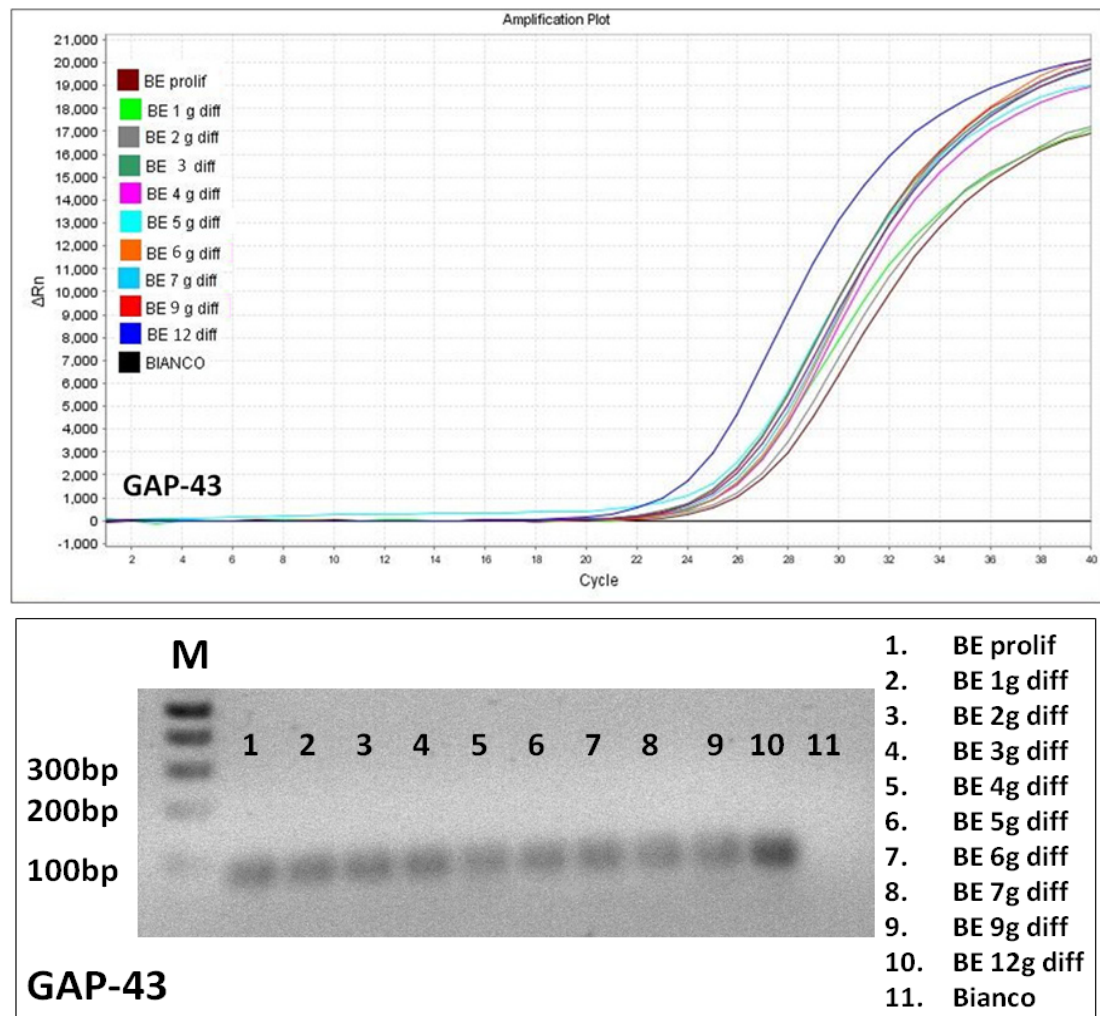 Amplification Plot
21,000
20,000
19,000
18,000
17,000
16,000
15,000
14,000
13,000
12,000
11,000
10,000
9,000
8,000
7,000
6,000
5,000
4,000
3,000
2,000
1,000
0
-1,000
ΔRn
BE prolif
BE 1 g diff
BE 2 g diff
BE 3 diff
BE 4 g diff
BE 5 g diff
BE 6 g diff
BE 7 g diff
BE 9 g diff
BE 12 diff
BIANCO
GAP-43
2 4 6 8 10 12 14 16 18 20 22 24 26 28 30 32 34 36 38 40
Cycle
M
1 2 3 4 5 6 7 8 9 10 11
300bp
200bp
100bp
GAP-43
1. BE prolif
2. BE 1g diff
3. BE 2g diff
4. BE 3g diff
5. BE 4g diff
6. BE 5g diff
7. BE 6g diff
8. BE 7g diff
9. BE 9g diff
10. BE 12g diff
11. Bianco